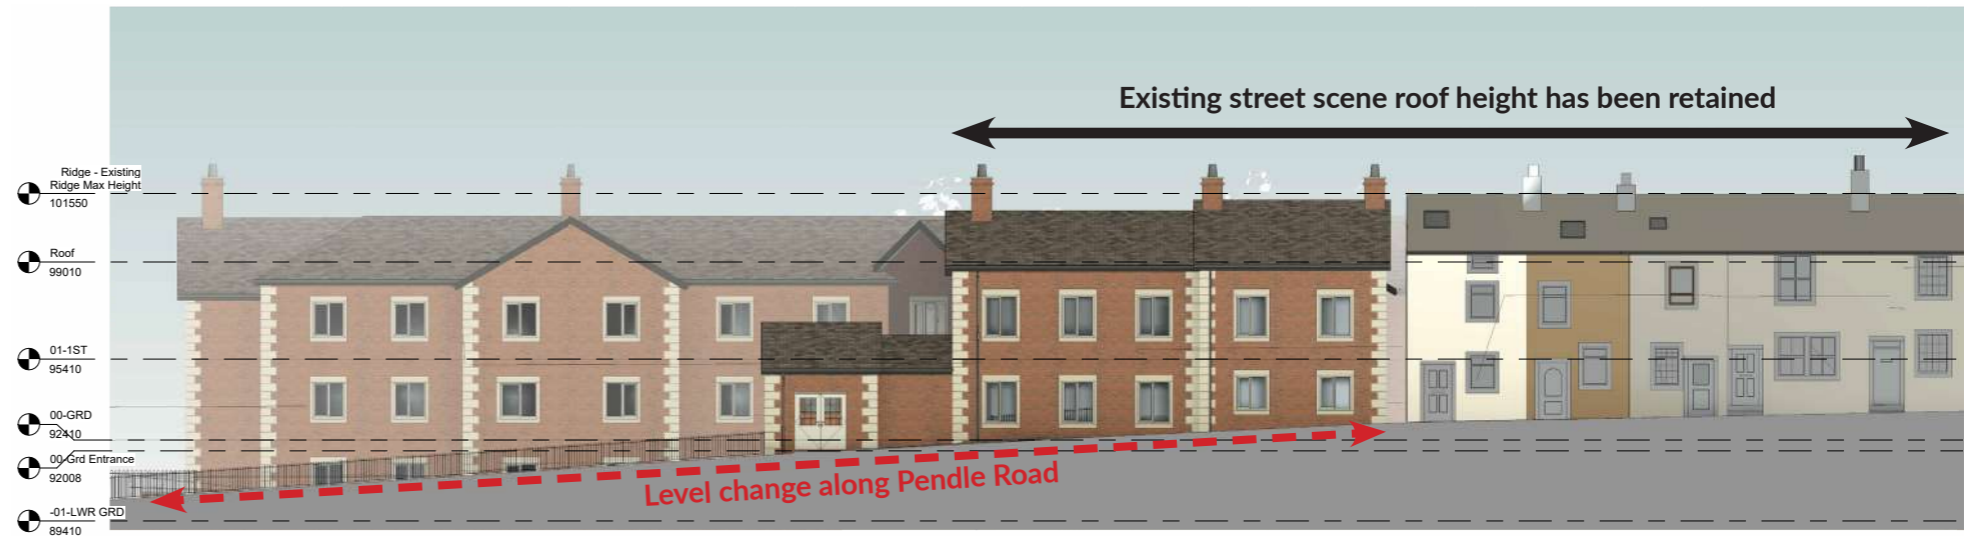 Existing street scene roof height has been retained
Ridge - Existing
Ridge Max Height
101550
Roof
99010
01-1ST
95410
00-GRD
92410
00-Grd Entrance
92008
-01-LWR GRD
89410
Level change along Pendle Road